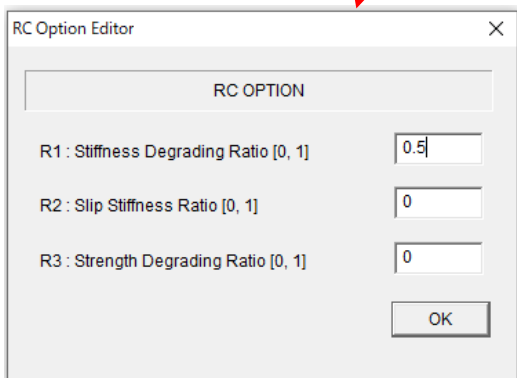 RC Option Editor
RC OPTION
R1 : Stiffness Degrading Ratio [0, 1] 0.5
R2 : Slip Stiffness Ratio [0, 1] 0
R3 : Strength Degrading Ratio [0, 1] 0
OK